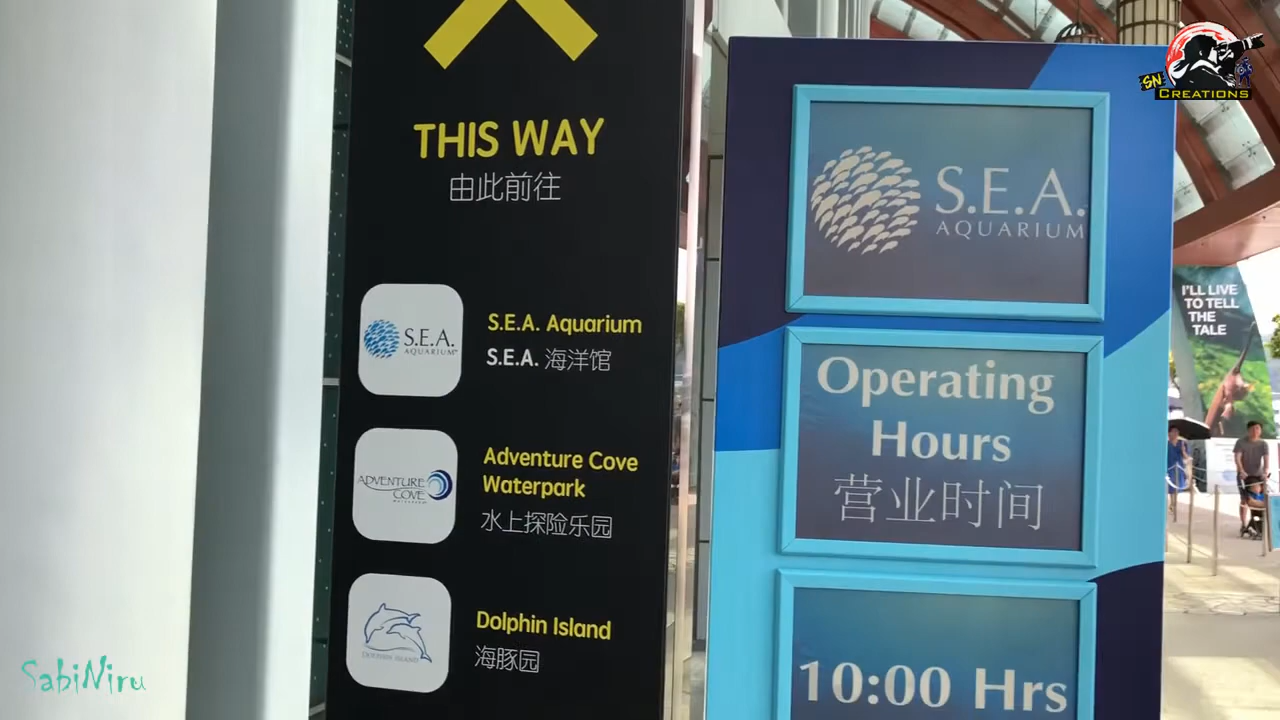 THIS WAY
由此前往
S.E.A.
AQUARIUM
S.E.A. Aquarium
S.E.A. 海洋馆
ADVENTURE
COVE
Adventure Cove
Waterpark
水上探险乐园
DOLPHIN ISLAND
Dolphin Island
海豚园
S.E.A.
AQUARIUM
Operating
Hours
营业时间
10:00 Hrs
I'LL LIVE
TO TELL
THE
TALE
SN
CREATIONS
SabiNiru